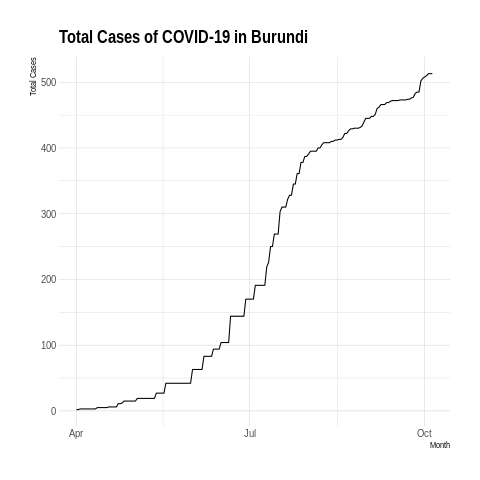 Total Cases of COVID-19 in Burundi
Total Cases
500
400
300
200
100
0
Apr
Jul
Oct
Month